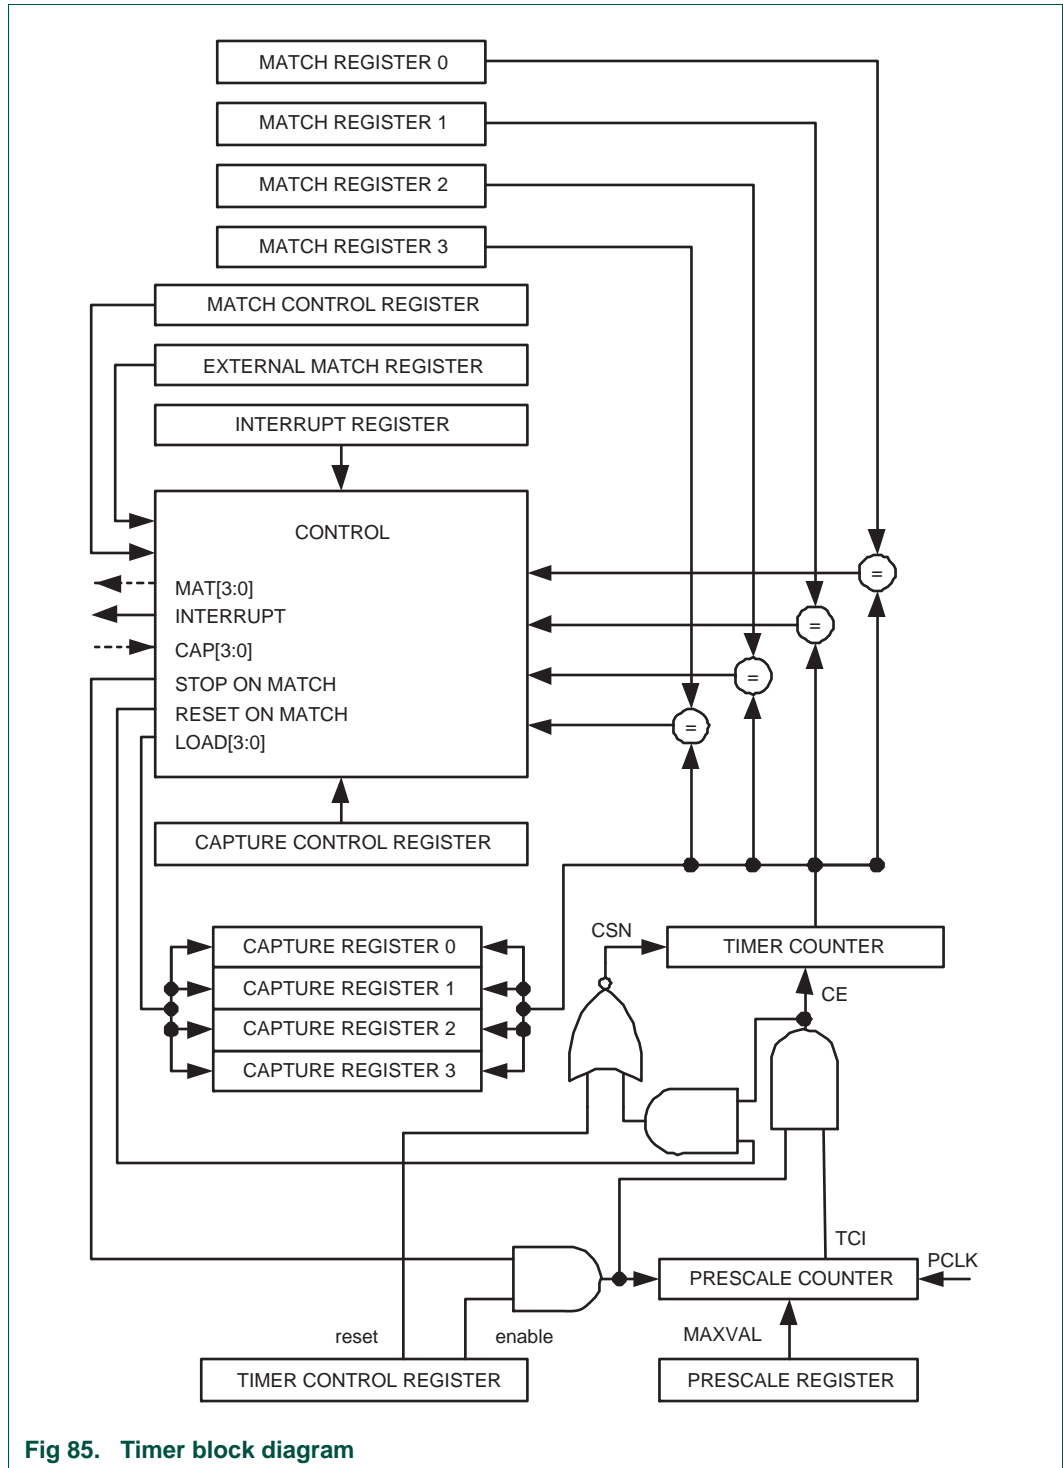 MATCH REGISTER 0
MATCH REGISTER 1
MATCH REGISTER 2
MATCH REGISTER 3
MATCH CONTROL REGISTER
EXTERNAL MATCH REGISTER
INTERRUPT REGISTER
CONTROL
MAT[3:0]
INTERRUPT
CAP[3:0]
STOP ON MATCH
RESET ON MATCH
LOAD[3:0]
=
=
=
=
CAPTURE CONTROL REGISTER
CAPTURE REGISTER 0
CAPTURE REGISTER 1
CAPTURE REGISTER 2
CAPTURE REGISTER 3
CSN
TIMER COUNTER
CE
TCI
PCLK
PRESCALE COUNTER
MAXVAL
reset
enable
TIMER CONTROL REGISTER
PRESCALE REGISTER
Fig 85. Timer block diagram